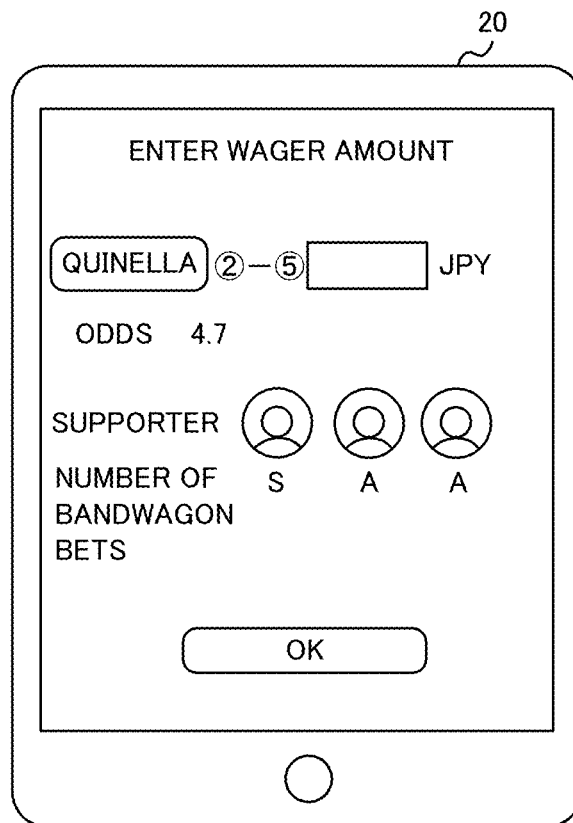 20
ENTER WAGER AMOUNT
QUINELLA ②-⑤ JPY
ODDS 4.7
SUPPORTER
NUMBER OF S A A
BANDWAGON
BETS
OK